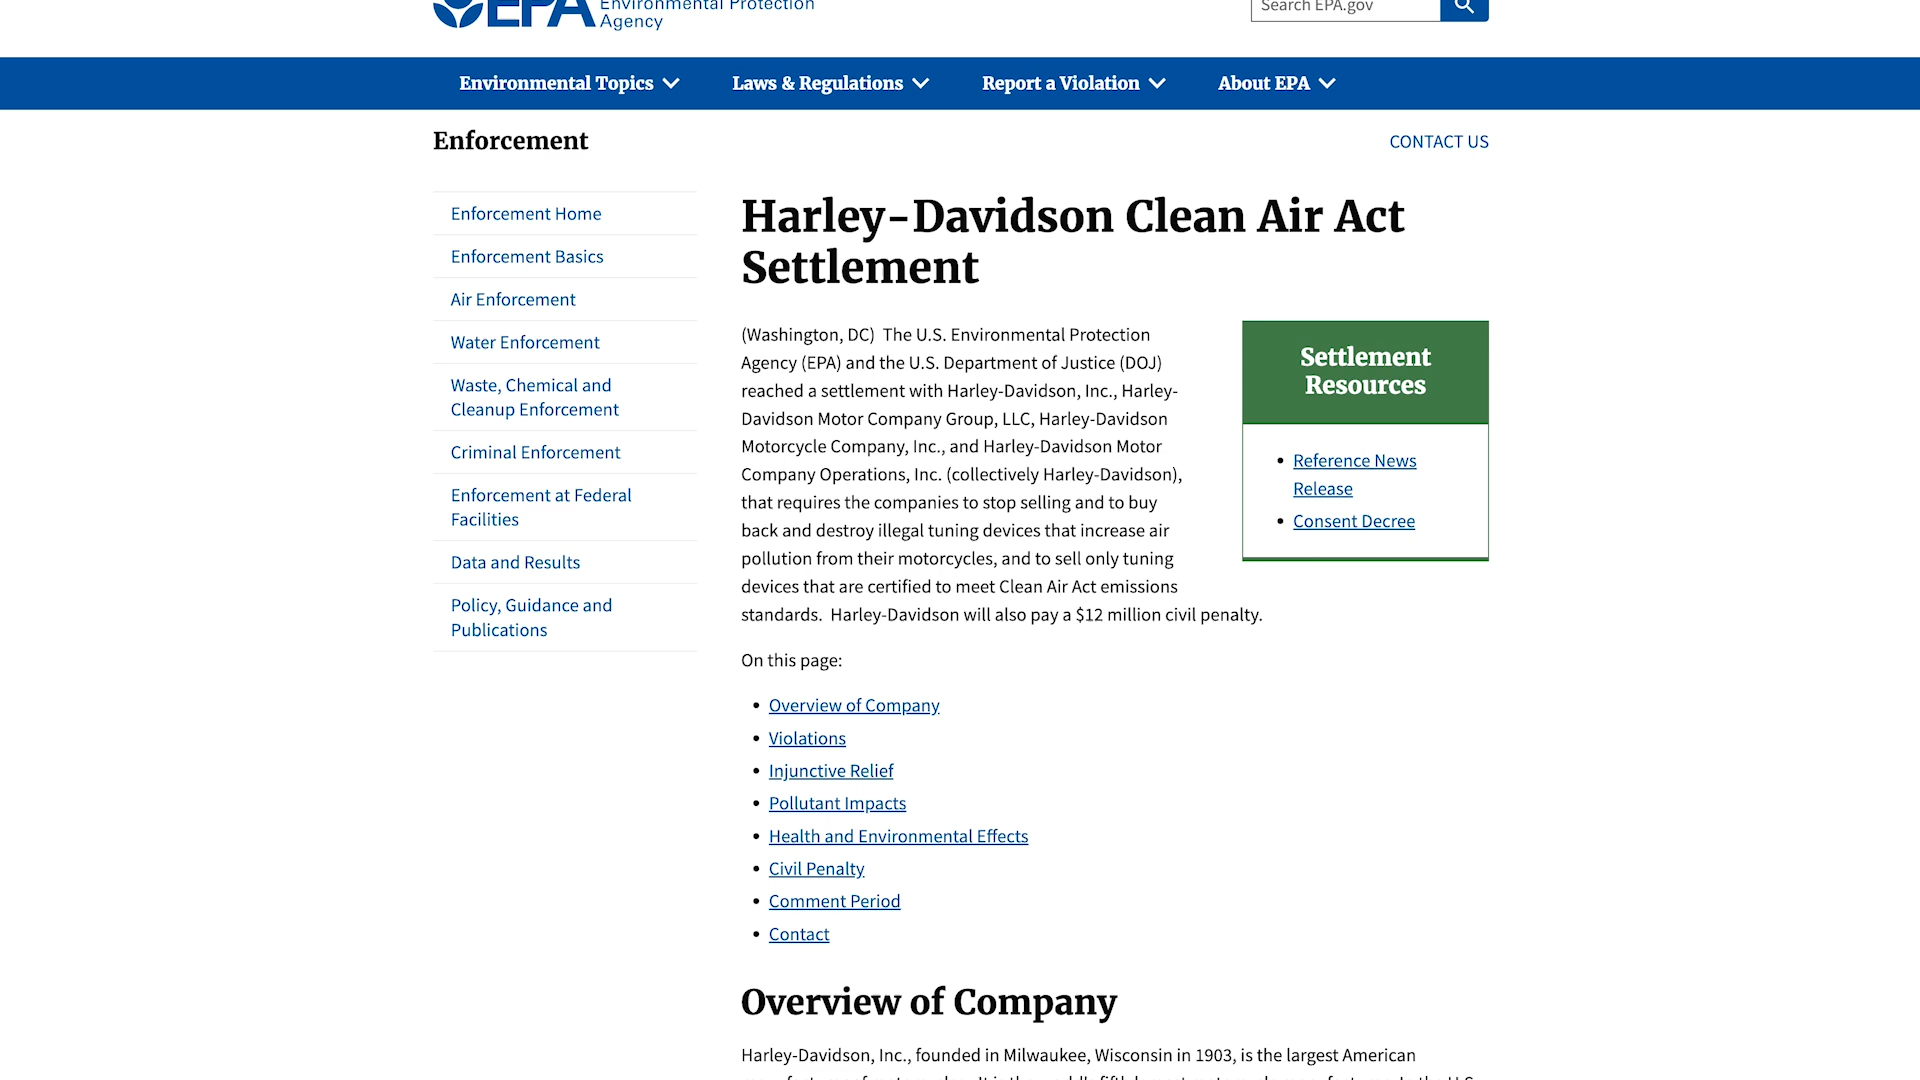 EPA Environmental Protection
Agency
Search EPA.gov
Environmental Topics
Laws & Regulations
Report a Violation
About EPA
Enforcement
CONTACT US
Enforcement Home
Enforcement Basics
Air Enforcement
Water Enforcement
Waste, Chemical and
Cleanup Enforcement
Criminal Enforcement
Enforcement at Federal
Facilities
Data and Results
Policy, Guidance and
Publications
Harley-Davidson Clean Air Act
Settlement
(Washington, DC)  The U.S. Environmental Protection
Agency (EPA) and the U.S. Department of Justice (DOJ)
reached a settlement with Harley-Davidson, Inc., Harley-
Davidson Motor Company Group, LLC, Harley-Davidson
Motorcycle Company, Inc., and Harley-Davidson Motor
Company Operations, Inc. (collectively Harley-Davidson),
that requires the companies to stop selling and to buy
back and destroy illegal tuning devices that increase air
pollution from their motorcycles, and to sell only tuning
devices that are certified to meet Clean Air Act emissions
standards.  Harley-Davidson will also pay a $12 million civil penalty.
Settlement
Resources
• Reference News
Release
• Consent Decree
On this page:
• Overview of Company
• Violations
• Injunctive Relief
• Pollutant Impacts
• Health and Environmental Effects
• Civil Penalty
• Comment Period
• Contact
Overview of Company
Harley-Davidson, Inc., founded in Milwaukee, Wisconsin in 1903, is the largest American